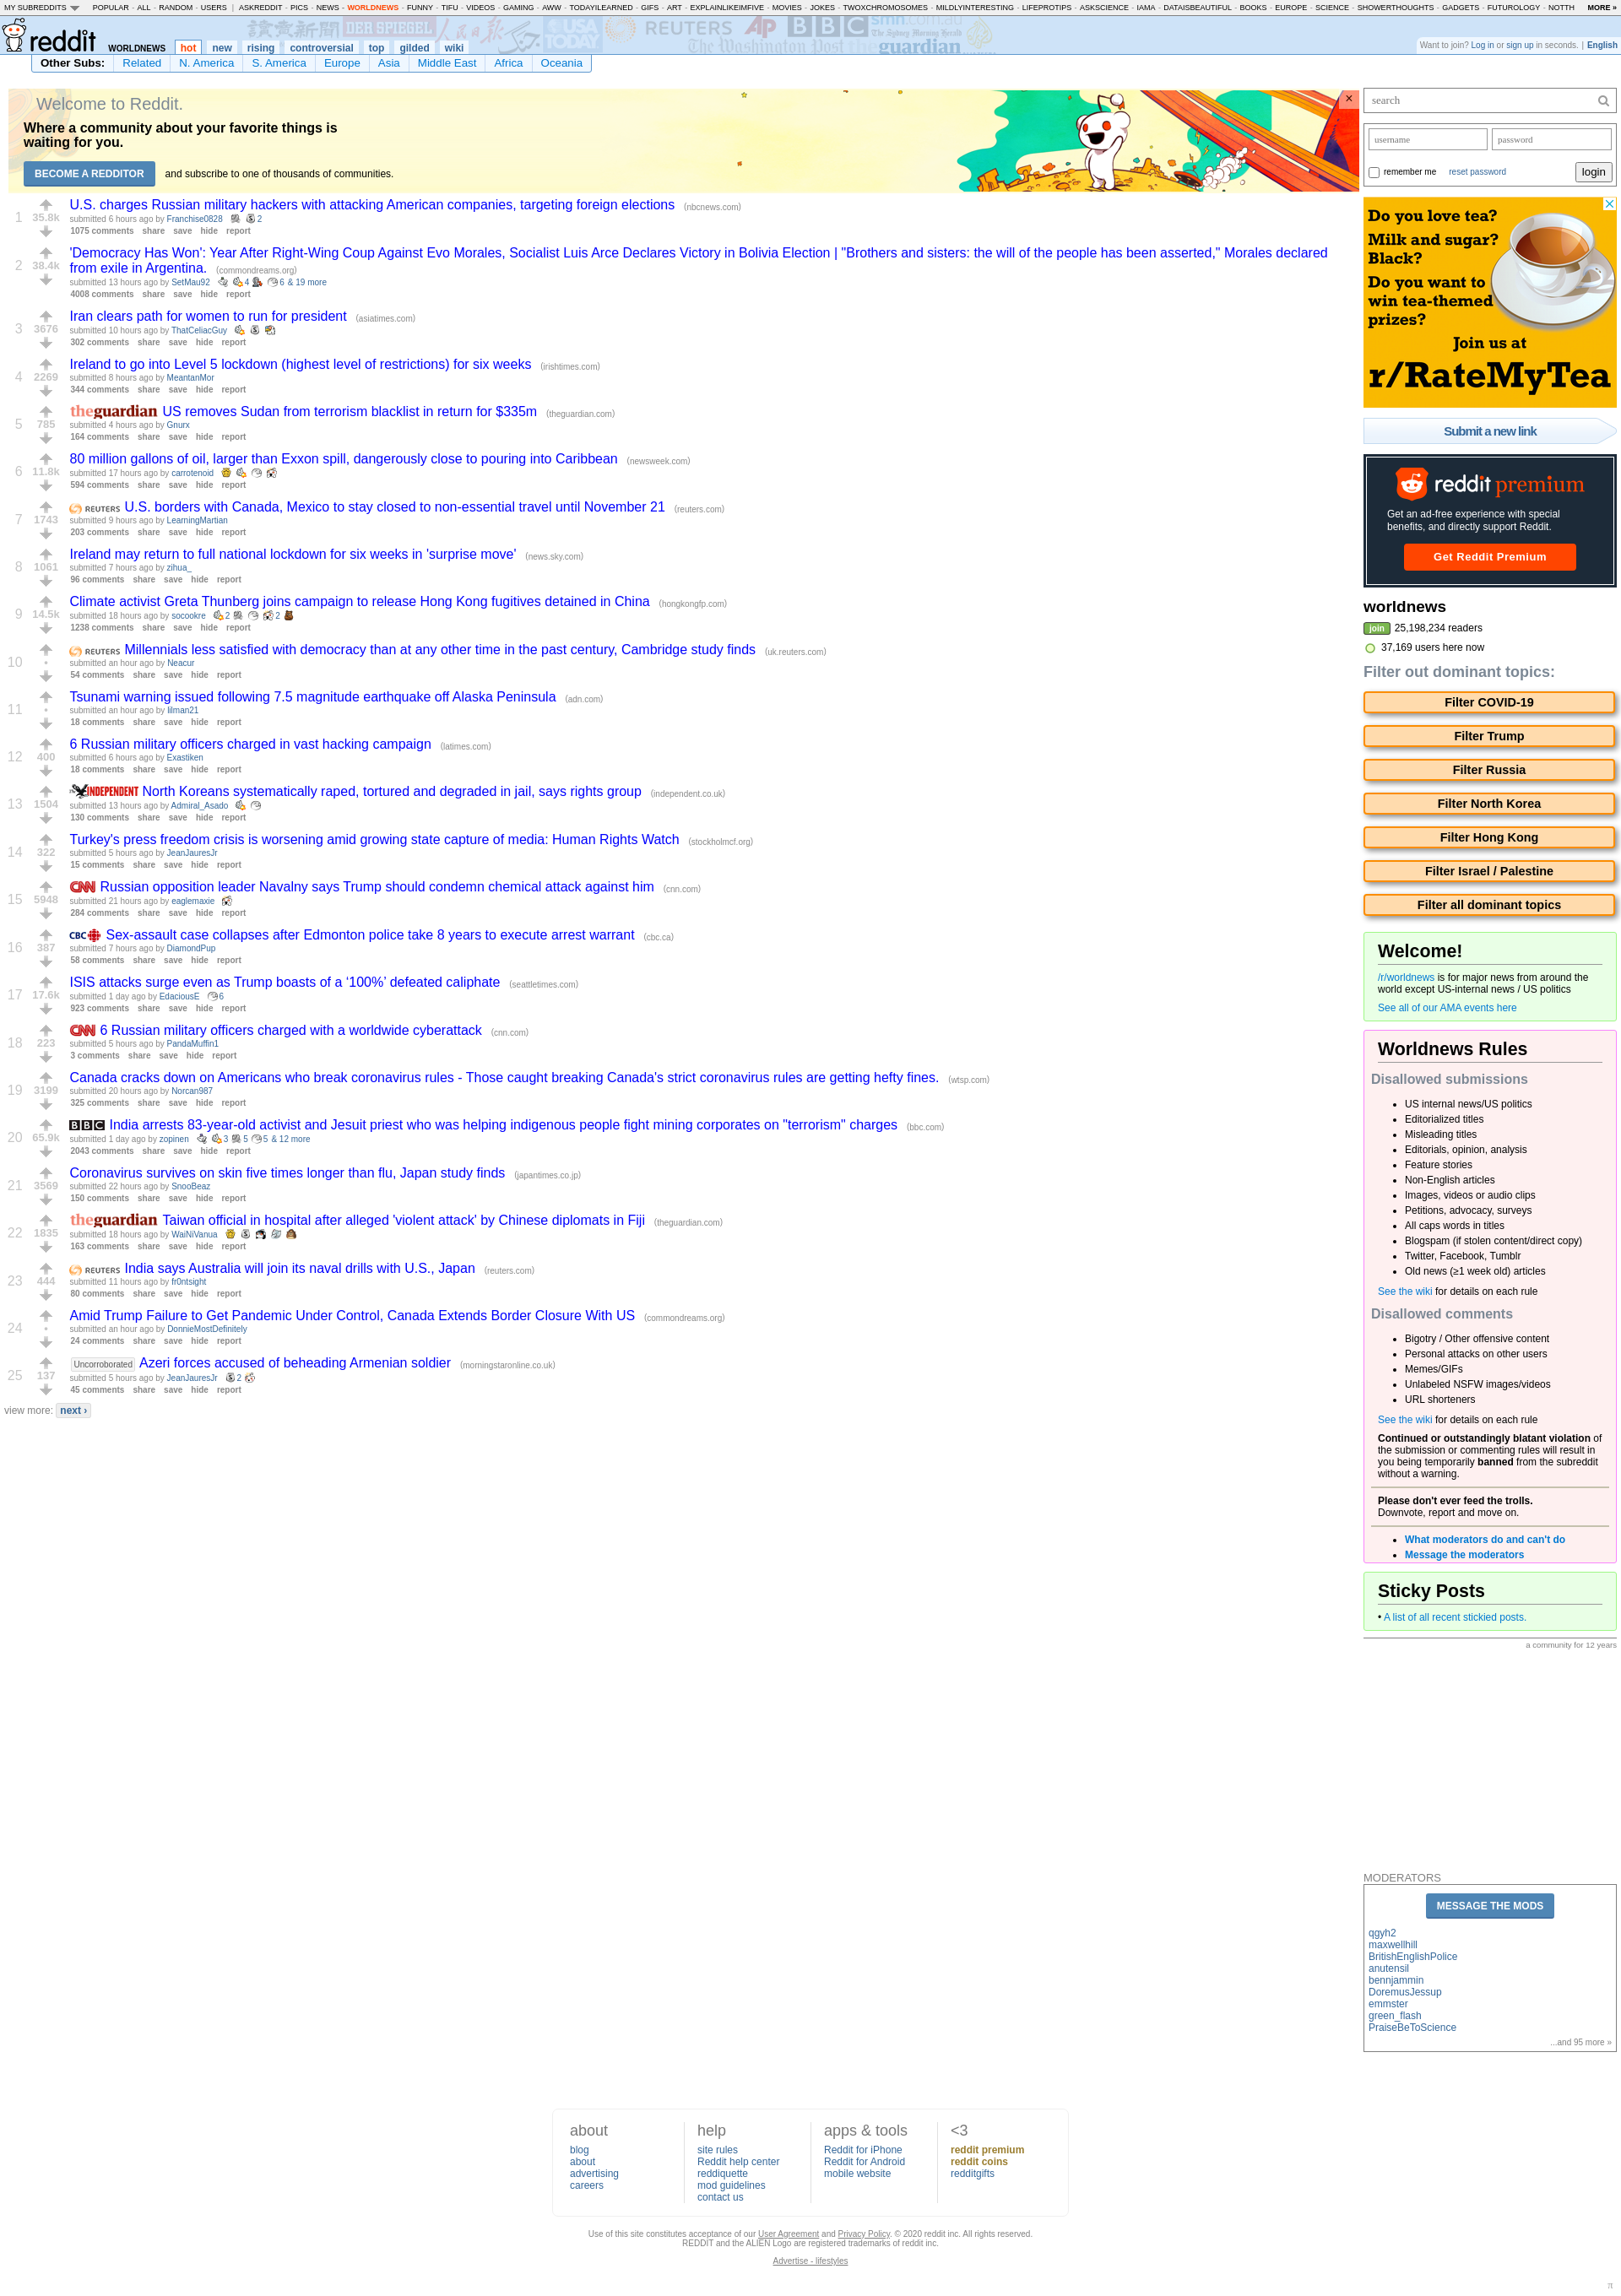 MY SUBREDDITS POPULAR - ALL - RANDOM - USERS | ASKREDDIT - PICS - NEWS - WORLDNEWS - FUNNY - TIFU - VIDEOS - GAMING - AWW - TODAYILEARNED - GIFS - ART - EXPLAINLIKEIMFIVE - MOVIES - JOKES - TWOXCHROMOSOMES - MILDLYINTERESTING - LIFEPROTIPS - ASKSCIENCE - IAMA - DATAISBEAUTIFUL - BOOKS - EUROPE - SCIENCE - SHOWERTHOUGHTS - GADGETS - FUTUROLOGY - NOTTH MORE »
DER SPIEGEL USA TODAY REUTERS AP BBC smh.com.au
The Sydney Morning Herald
The Washington Post theguardian
reddit WORLDNEWS hot new rising controversial top gilded wiki
Want to join? Log in or sign up in seconds. | English
Other Subs: Related N. America S. America Europe Asia Middle East Africa Oceania
Welcome to Reddit.
Where a community about your favorite things is
waiting for you.
BECOME A REDDITOR and subscribe to one of thousands of communities.
×
1 35.8k
U.S. charges Russian military hackers with attacking American companies, targeting foreign elections (nbcnews.com)
submitted 6 hours ago by Franchise0828 2
1075 comments share save hide report
2 38.4k
'Democracy Has Won': Year After Right-Wing Coup Against Evo Morales, Socialist Luis Arce Declares Victory in Bolivia Election | "Brothers and sisters: the will of the people has been asserted," Morales declared
from exile in Argentina. (commondreams.org)
submitted 13 hours ago by SetMau92 4 6 & 19 more
4008 comments share save hide report
3 3676
Iran clears path for women to run for president (asiatimes.com)
submitted 10 hours ago by ThatCeliacGuy
302 comments share save hide report
4 2269
Ireland to go into Level 5 lockdown (highest level of restrictions) for six weeks (irishtimes.com)
submitted 8 hours ago by MeantanMor
344 comments share save hide report
5 785
theguardian US removes Sudan from terrorism blacklist in return for $335m (theguardian.com)
submitted 4 hours ago by Gnurx
164 comments share save hide report
6 11.8k
80 million gallons of oil, larger than Exxon spill, dangerously close to pouring into Caribbean (newsweek.com)
submitted 17 hours ago by carrotenoid
594 comments share save hide report
7 1743
REUTERS U.S. borders with Canada, Mexico to stay closed to non-essential travel until November 21 (reuters.com)
submitted 9 hours ago by LearningMartian
203 comments share save hide report
8 1061
Ireland may return to full national lockdown for six weeks in 'surprise move' (news.sky.com)
submitted 7 hours ago by zihua_
96 comments share save hide report
9 14.5k
Climate activist Greta Thunberg joins campaign to release Hong Kong fugitives detained in China (hongkongfp.com)
submitted 18 hours ago by socookre 2 2
1238 comments share save hide report
10 •
REUTERS Millennials less satisfied with democracy than at any other time in the past century, Cambridge study finds (uk.reuters.com)
submitted an hour ago by Neacur
54 comments share save hide report
11 •
Tsunami warning issued following 7.5 magnitude earthquake off Alaska Peninsula (adn.com)
submitted an hour ago by lilman21
18 comments share save hide report
12 400
6 Russian military officers charged in vast hacking campaign (latimes.com)
submitted 6 hours ago by Exastiken
18 comments share save hide report
13 1504
INDEPENDENT North Koreans systematically raped, tortured and degraded in jail, says rights group (independent.co.uk)
submitted 13 hours ago by Admiral_Asado
130 comments share save hide report
14 322
Turkey's press freedom crisis is worsening amid growing state capture of media: Human Rights Watch (stockholmcf.org)
submitted 5 hours ago by JeanJauresJr
15 comments share save hide report
15 5948
CNN Russian opposition leader Navalny says Trump should condemn chemical attack against him (cnn.com)
submitted 21 hours ago by eaglemaxie
284 comments share save hide report
16 387
CBC Sex-assault case collapses after Edmonton police take 8 years to execute arrest warrant (cbc.ca)
submitted 7 hours ago by DiamondPup
58 comments share save hide report
17 17.6k
ISIS attacks surge even as Trump boasts of a ‘100%’ defeated caliphate (seattletimes.com)
submitted 1 day ago by EdaciousE 6
923 comments share save hide report
18 223
CNN 6 Russian military officers charged with a worldwide cyberattack (cnn.com)
submitted 5 hours ago by PandaMuffin1
3 comments share save hide report
19 3199
Canada cracks down on Americans who break coronavirus rules - Those caught breaking Canada's strict coronavirus rules are getting hefty fines. (wtsp.com)
submitted 20 hours ago by Norcan987
325 comments share save hide report
20 65.9k
BBC India arrests 83-year-old activist and Jesuit priest who was helping indigenous people fight mining corporates on "terrorism" charges (bbc.com)
submitted 1 day ago by zopinen 3 5 5 & 12 more
2043 comments share save hide report
21 3569
Coronavirus survives on skin five times longer than flu, Japan study finds (japantimes.co.jp)
submitted 22 hours ago by SnooBeaz
150 comments share save hide report
22 1835
theguardian Taiwan official in hospital after alleged 'violent attack' by Chinese diplomats in Fiji (theguardian.com)
submitted 18 hours ago by WaiNiVanua
163 comments share save hide report
23 444
REUTERS India says Australia will join its naval drills with U.S., Japan (reuters.com)
submitted 11 hours ago by fr0ntsight
80 comments share save hide report
24 •
Amid Trump Failure to Get Pandemic Under Control, Canada Extends Border Closure With US (commondreams.org)
submitted an hour ago by DonnieMostDefinitely
24 comments share save hide report
25 137
Uncorroborated Azeri forces accused of beheading Armenian soldier (morningstaronline.co.uk)
submitted 5 hours ago by JeanJauresJr 2
45 comments share save hide report
view more: next ›
search
username password
remember me reset password login
Do you love tea?
Milk and sugar?
Black?
Do you want to
win tea-themed
prizes?
Join us at
r/RateMyTea
Submit a new link
reddit premium
Get an ad-free experience with special
benefits, and directly support Reddit.
Get Reddit Premium
worldnews
join 25,198,234 readers
37,169 users here now
Filter out dominant topics:
Filter COVID-19
Filter Trump
Filter Russia
Filter North Korea
Filter Hong Kong
Filter Israel / Palestine
Filter all dominant topics
Welcome!
/r/worldnews is for major news from around the
world except US-internal news / US politics
See all of our AMA events here
Worldnews Rules
Disallowed submissions
• US internal news/US politics
• Editorialized titles
• Misleading titles
• Editorials, opinion, analysis
• Feature stories
• Non-English articles
• Images, videos or audio clips
• Petitions, advocacy, surveys
• All caps words in titles
• Blogspam (if stolen content/direct copy)
• Twitter, Facebook, Tumblr
• Old news (≥1 week old) articles
See the wiki for details on each rule
Disallowed comments
• Bigotry / Other offensive content
• Personal attacks on other users
• Memes/GIFs
• Unlabeled NSFW images/videos
• URL shorteners
See the wiki for details on each rule
Continued or outstandingly blatant violation of
the submission or commenting rules will result in
you being temporarily banned from the subreddit
without a warning.
Please don't ever feed the trolls.
Downvote, report and move on.
• What moderators do and can't do
• Message the moderators
Sticky Posts
• A list of all recent stickied posts.
a community for 12 years
MODERATORS
MESSAGE THE MODS
qgyh2
maxwellhill
BritishEnglishPolice
anutensil
bennjammin
DoremusJessup
emmster
green_flash
PraiseBeToScience
...and 95 more »
about
blog
about
advertising
careers
help
site rules
Reddit help center
reddiquette
mod guidelines
contact us
apps & tools
Reddit for iPhone
Reddit for Android
mobile website
<3
reddit premium
reddit coins
redditgifts
Use of this site constitutes acceptance of our User Agreement and Privacy Policy. © 2020 reddit inc. All rights reserved.
REDDIT and the ALIEN Logo are registered trademarks of reddit inc.
Advertise - lifestyles
π